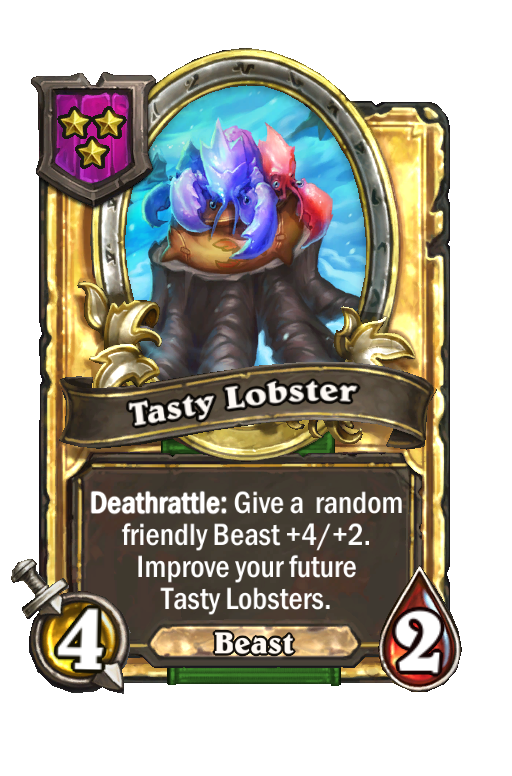 Tasty Lobster
Deathrattle: Give a random
friendly Beast +4/+2.
Improve your future
Tasty Lobsters.
4
Beast
2